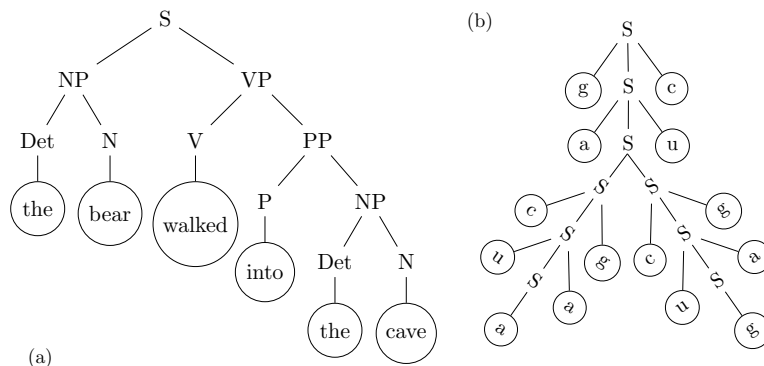 S (b) S
NP VP g c
S
Det N V PP a u
S
the bear walked P NP c S S g
into Det N u S g c S a
S S
the cave a a u g
(a)